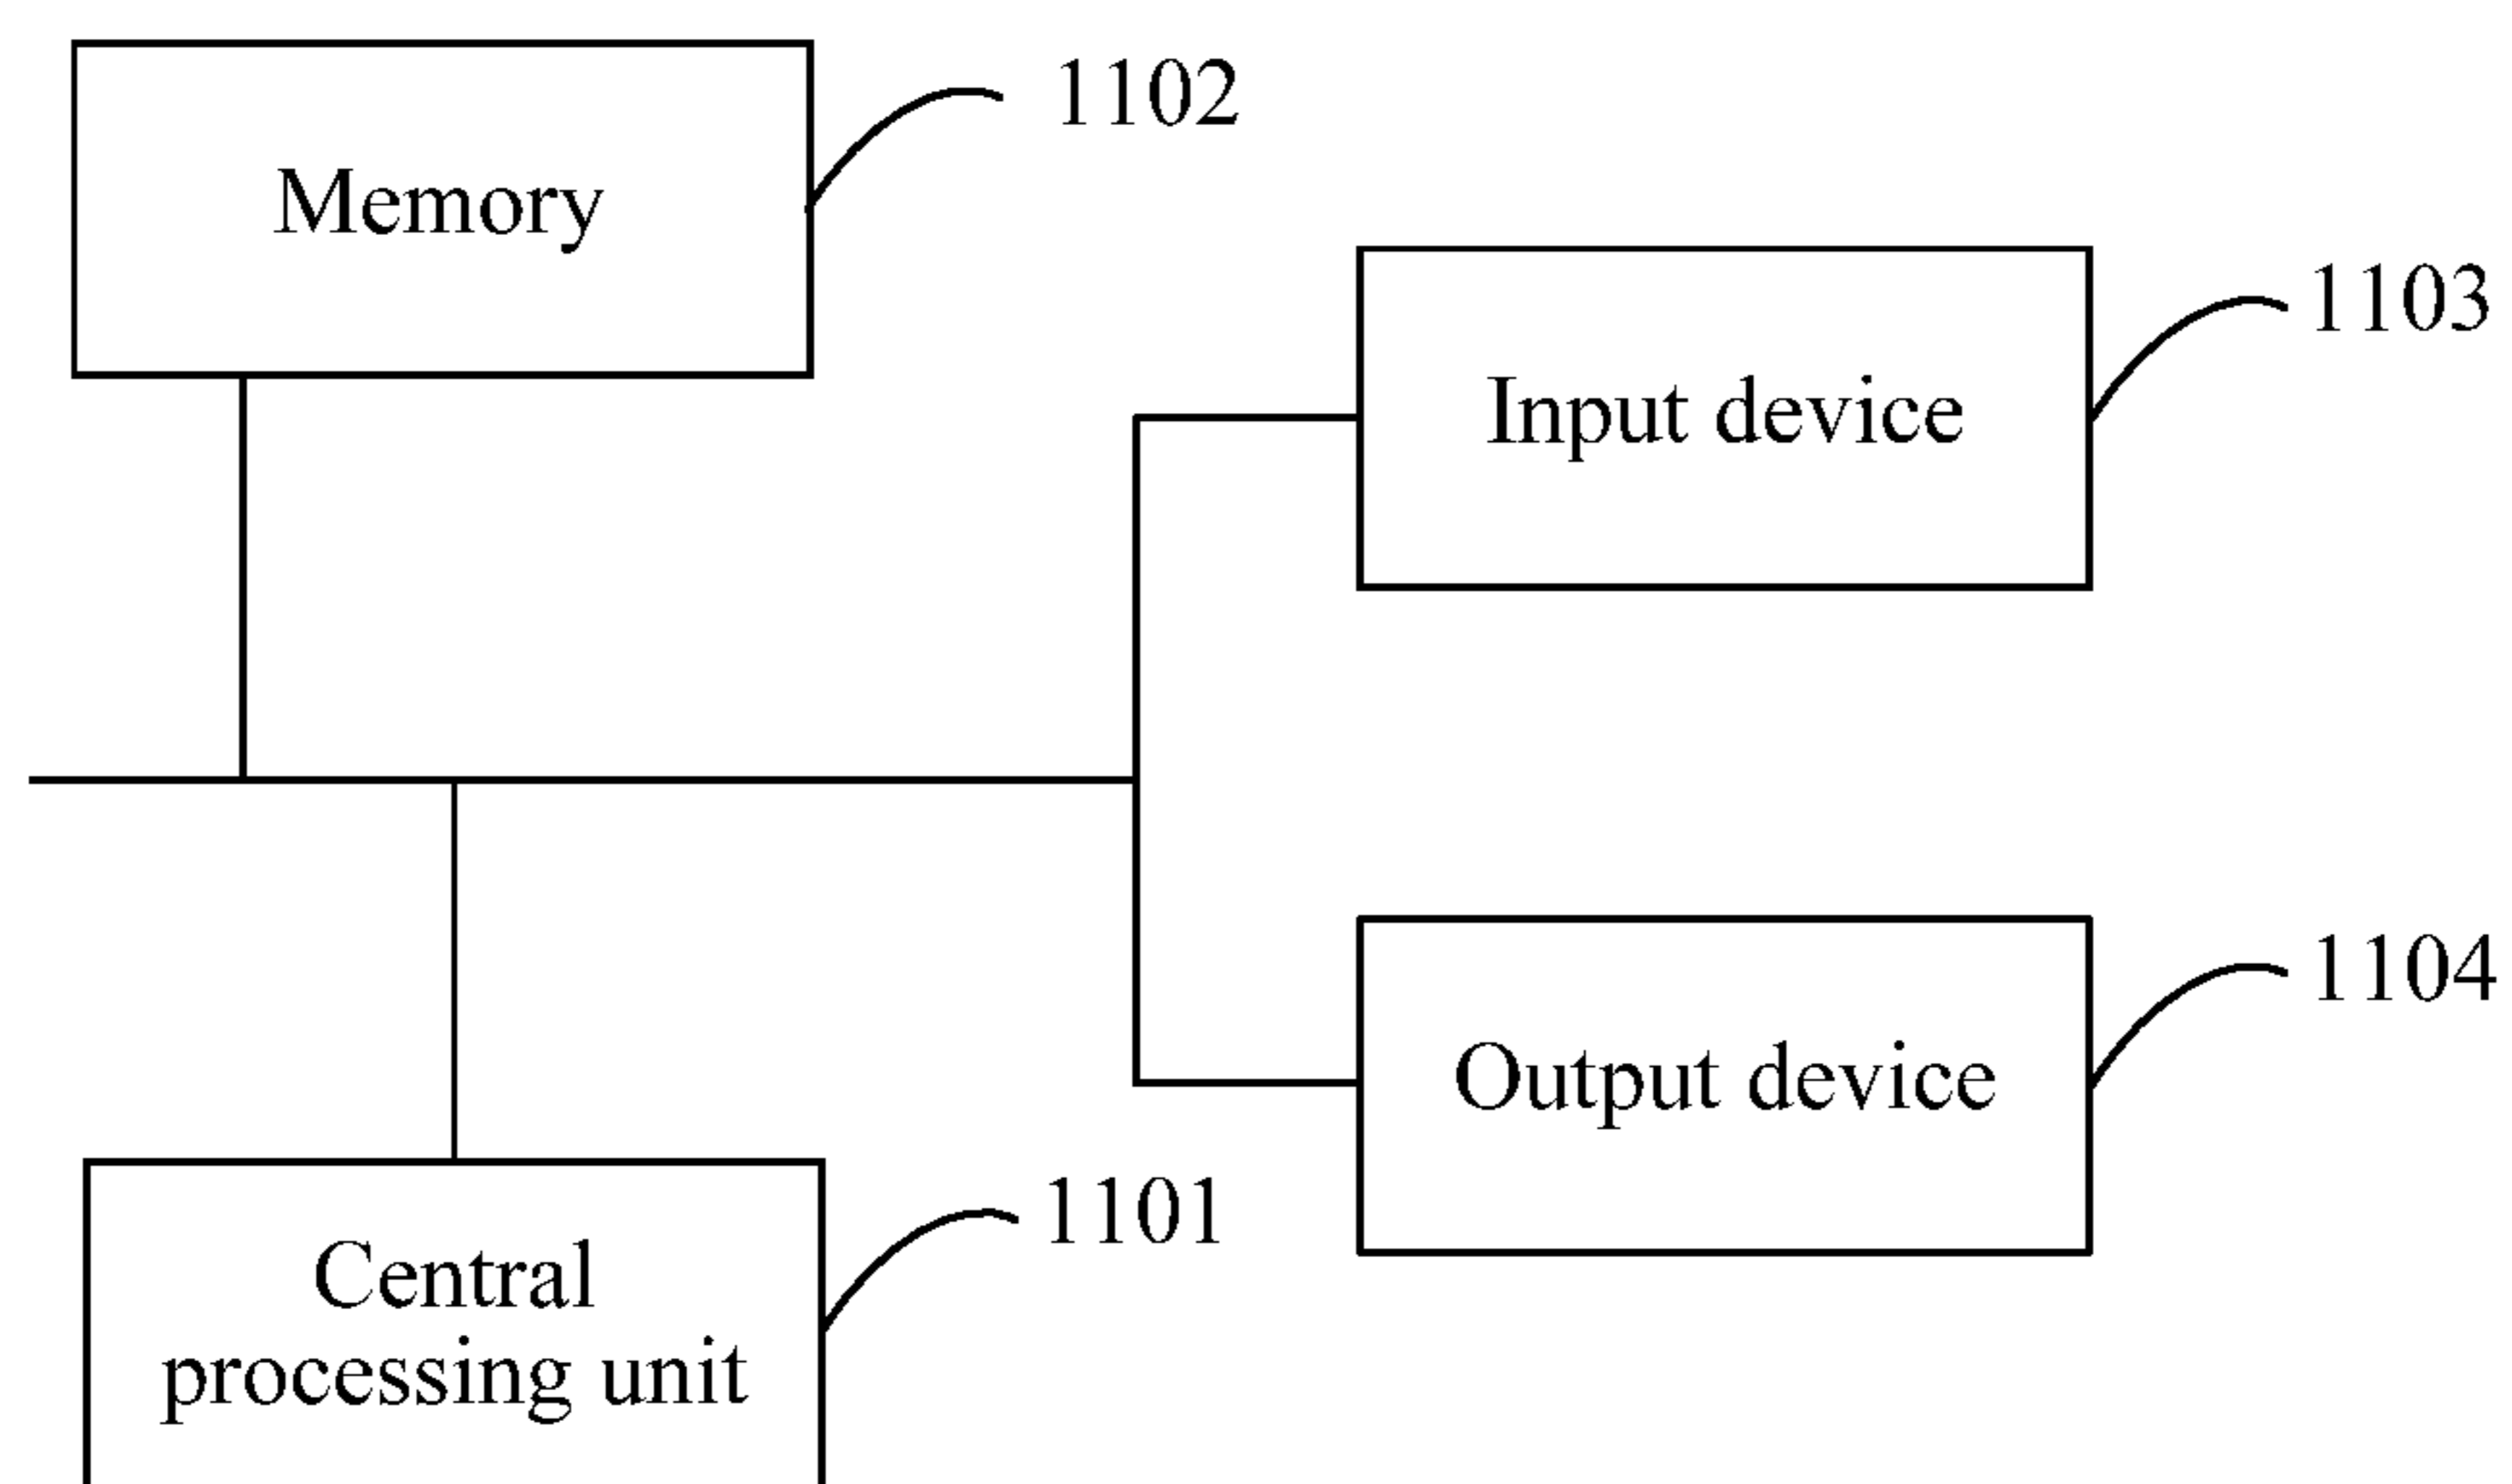 1102
Memory
1103
Input device
1104
Output device
1101
Central
processing unit